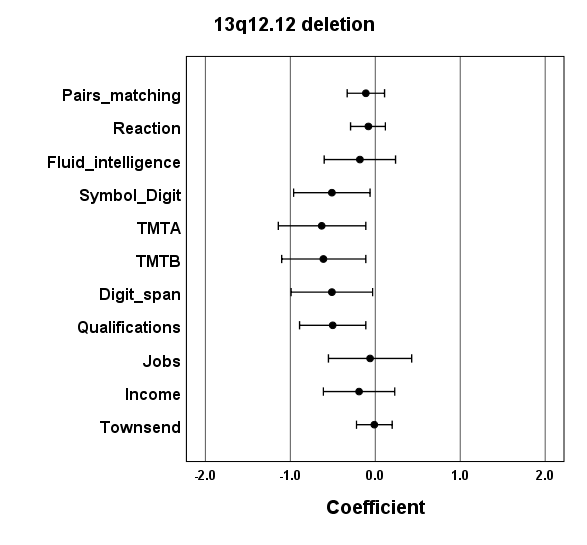 13q12.12 deletion
Pairs_matching
Reaction
Fluid_intelligence
Symbol_Digit
TMTA
TMTB
Digit_span
Qualifications
Jobs
Income
Townsend
-2.0 -1.0 0.0 1.0 2.0
Coefficient